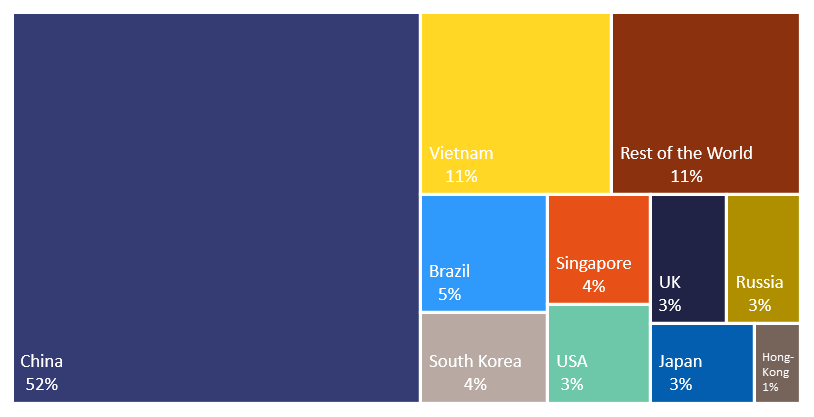 China
52%
Vietnam
11%
Rest of the World
11%
Brazil
5%
South Korea
4%
Singapore
4%
USA
3%
UK
3%
Russia
3%
Japan
3%
Hong-
Kong
1%